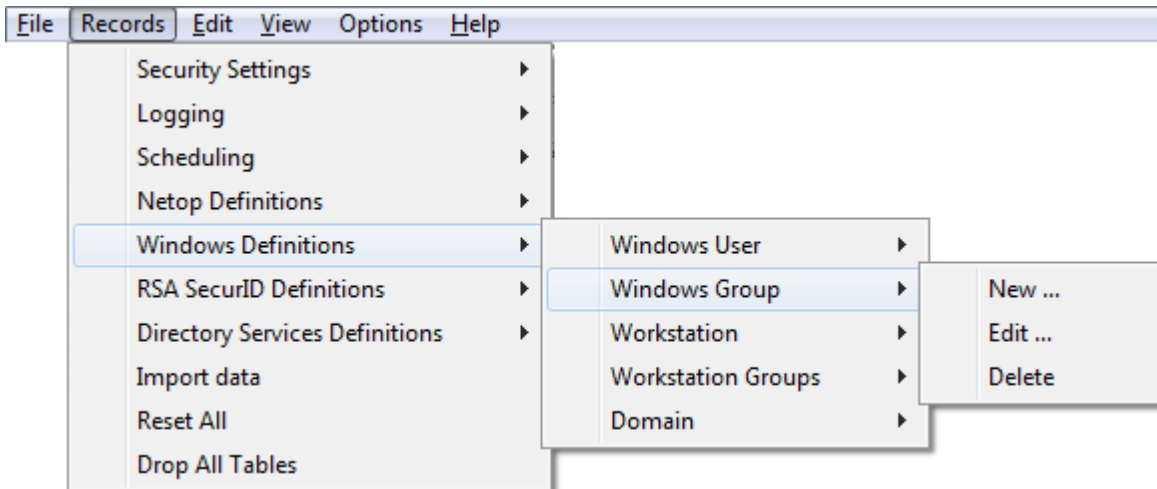 File Records Edit View Options Help
Security Settings
Logging
Scheduling
Netop Definitions
Windows Definitions
RSA SecurID Definitions
Directory Services Definitions
Import data
Reset All
Drop All Tables
Windows User
Windows Group
Workstation
Workstation Groups
Domain
New ...
Edit ...
Delete